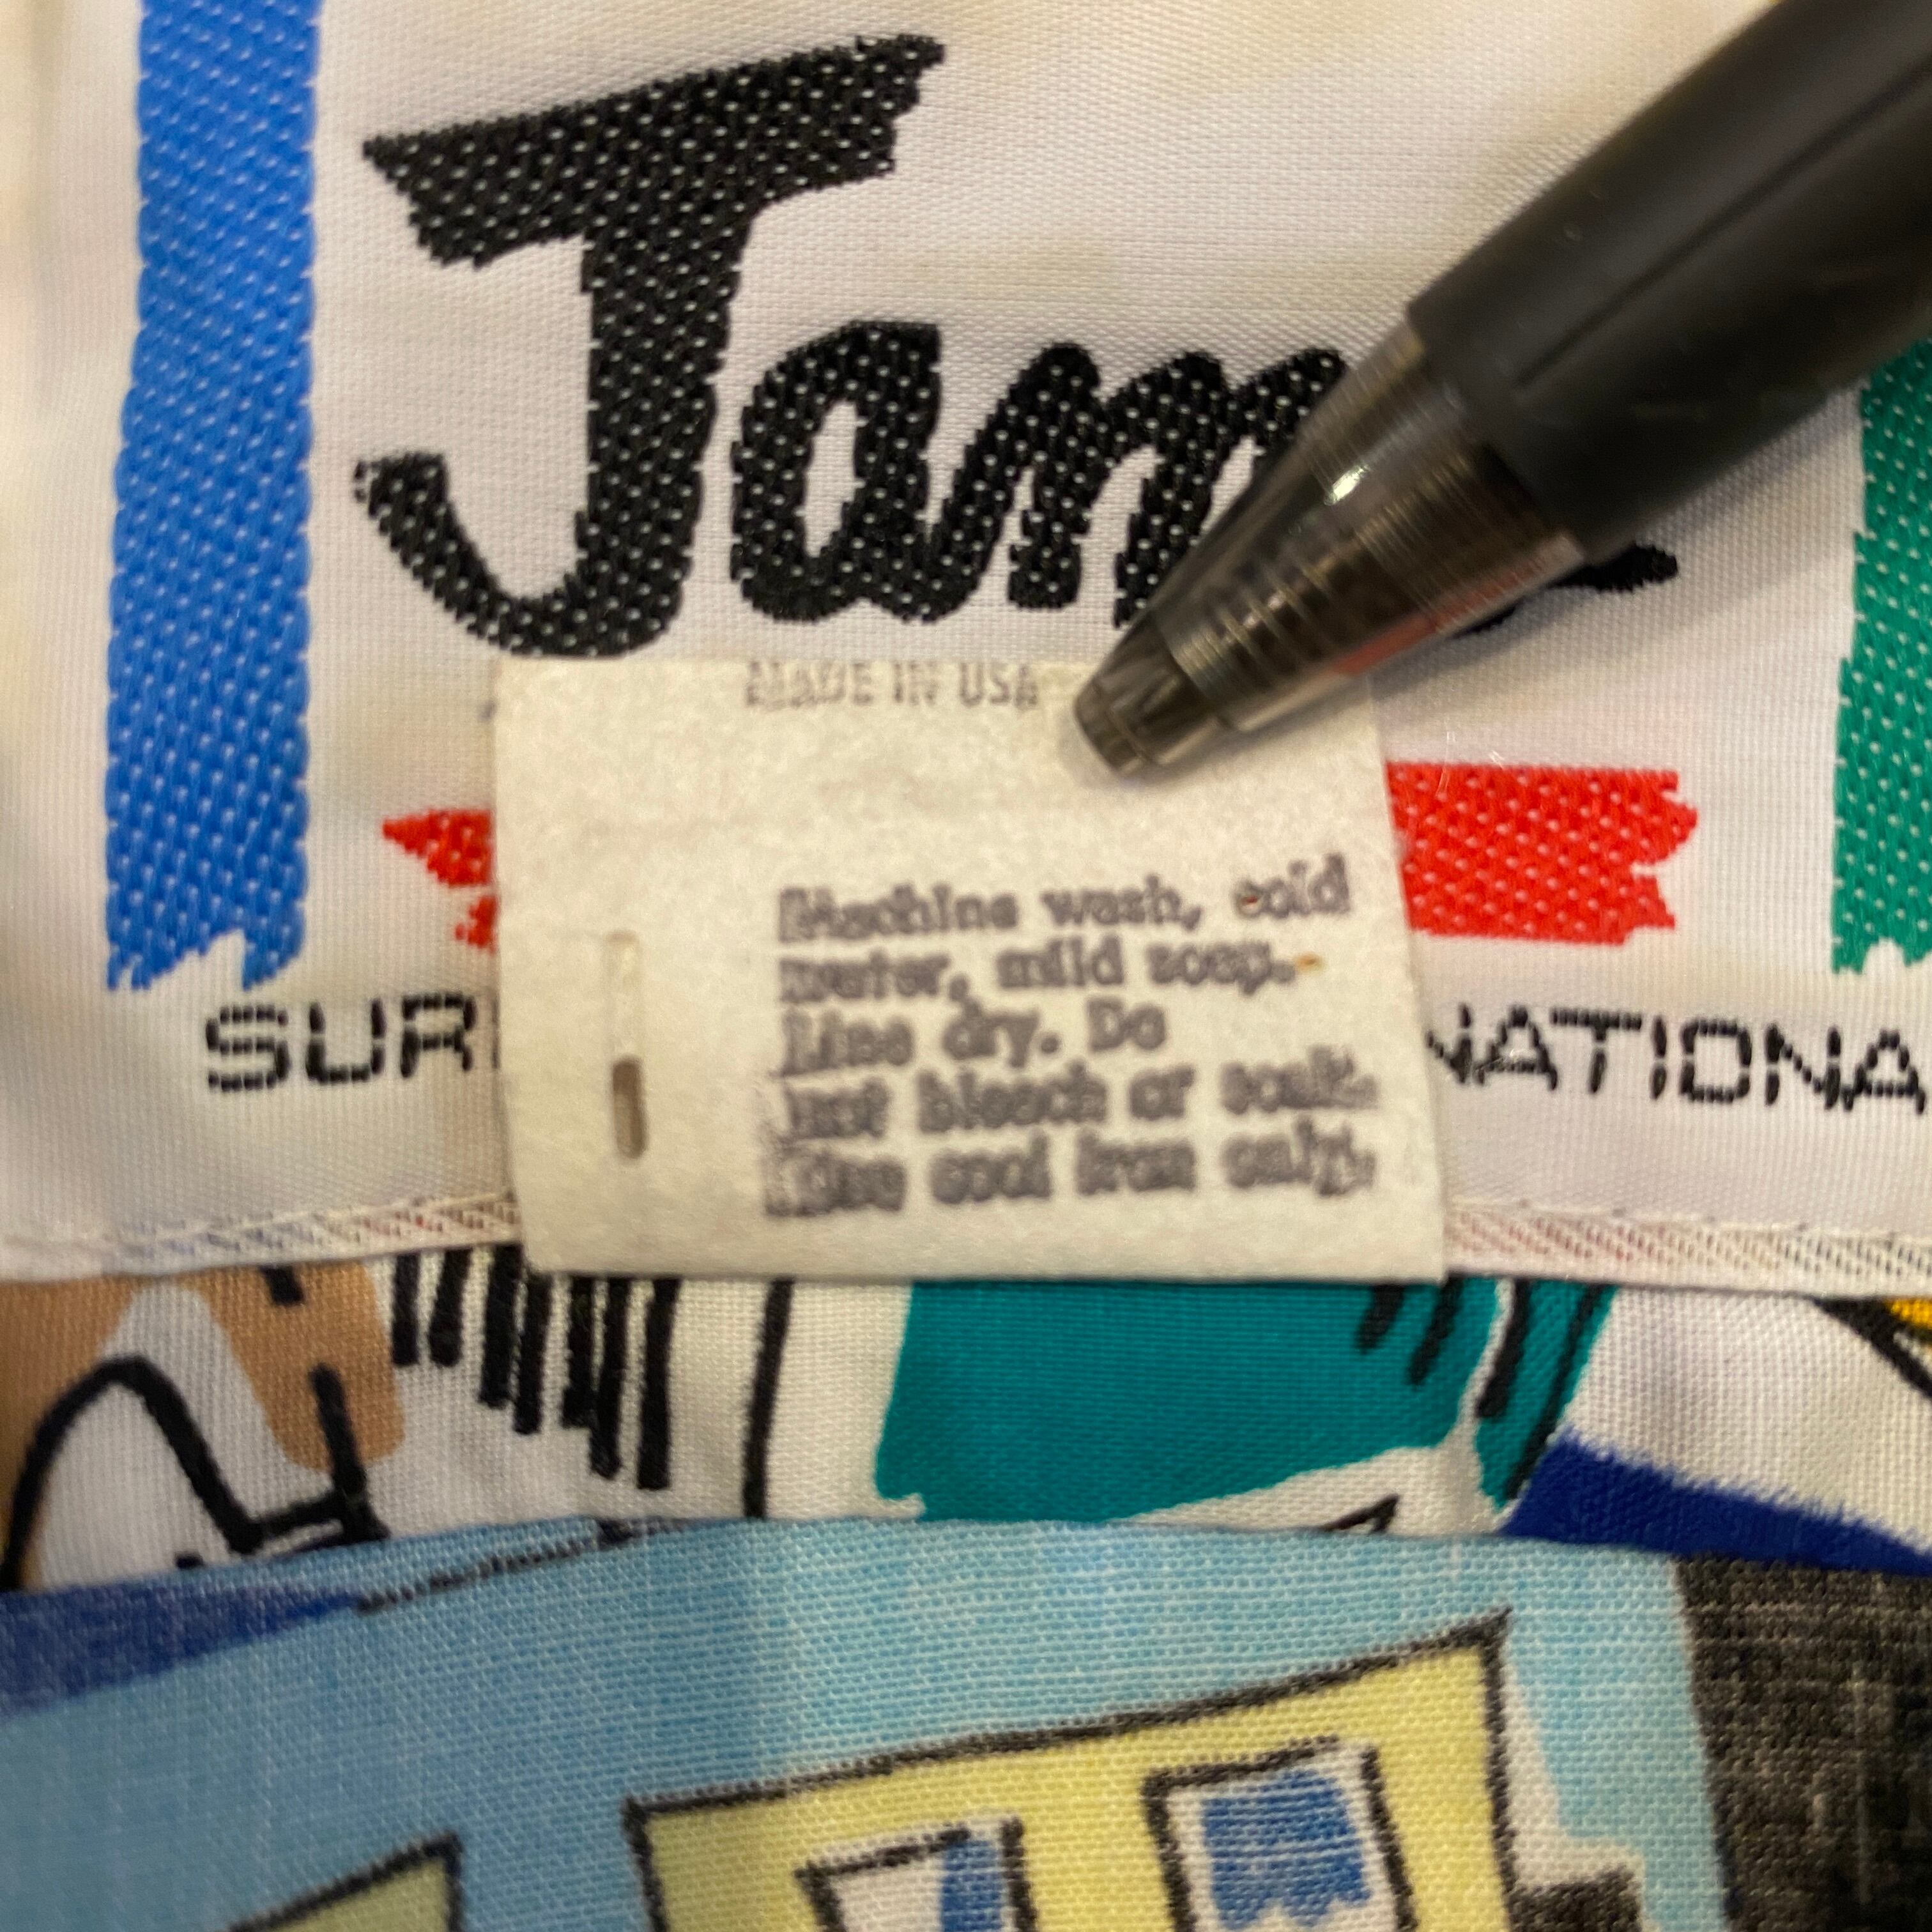 Jam
MADE IN USA
Machine wash, cold
water, mild soap.
Line dry. Do
not bleach or soak.
Use cool iron only.
SUR
NATIONA